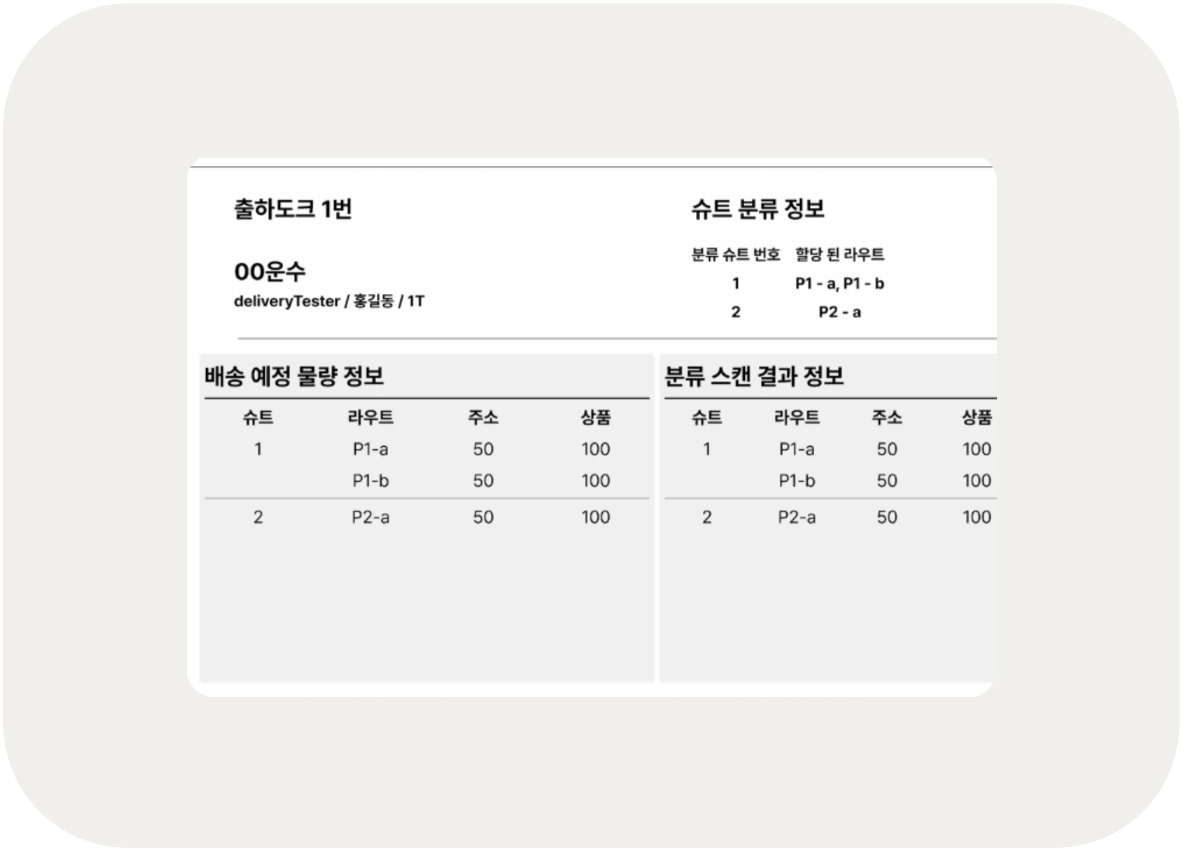 출하도크 1번
00운수
deliveryTester / 홍길동 / 1T
슈트 분류 정보
분류 슈트 번호 할당 된 라우트
1 P1 - a, P1 - b
2 P2 - a
배송 예정 물량 정보
슈트 라우트 주소 상품
1 P1-a 50 100
P1-b 50 100
2 P2-a 50 100
분류 스캔 결과 정보
슈트 라우트 주소 상품
1 P1-a 50 100
P1-b 50 100
2 P2-a 50 100